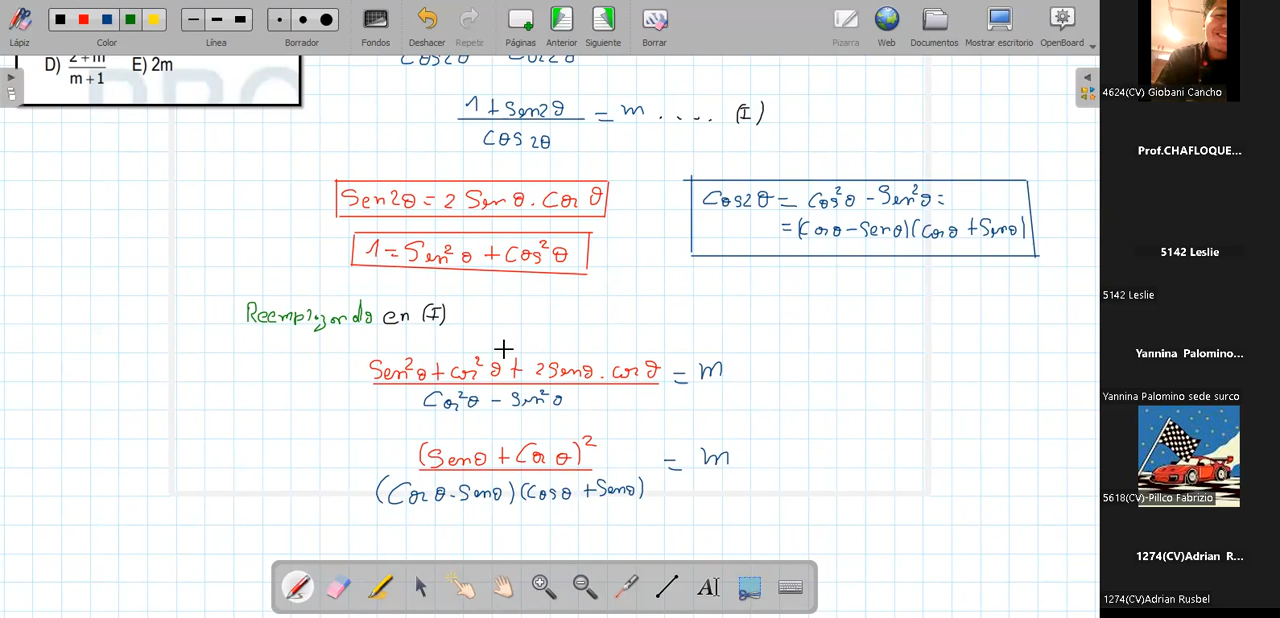 Lápiz Color Línea Borrador Fondos Deshacer Repetir Páginas Anterior Siguiente Borrar Pizarra Web Documentos Mostrar escritorio OpenBoard
D) 2+m/m+1 E) 2m
Cos2θ Cos2θ
(1+Sen2θ)/Cos2θ = m .... (I)
Sen2θ = 2 Senθ . Cosθ
1 = Sen²θ + Cos²θ
Cos2θ = Cos²θ - Sen²θ =
= (Cosθ - Senθ)(Cosθ + Senθ)
Reemplazando en (I)
(Sen²θ + cos²θ + 2Senθ . cosθ)/(Cos²θ - Sen²θ) = m
(Senθ + Cosθ)²/((Cosθ - Senθ)(Cosθ + Senθ)) = m
4624(CV) Giobani Cancho
Prof.CHAFLOQUE...
5142 Leslie
5142 Leslie
Yannina Palomino...
Yannina Palomino sede surco
5618(CV)-Pillco Fabrizio
1274(CV)Adrian R...
1274(CV)Adrian Rusbel